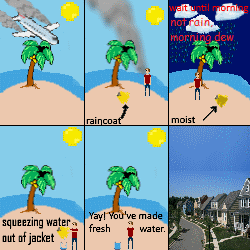 raincoat
wait until morning
not rain,
morning dew
moist
squeezing water
out of jacket
Yay! You've made
fresh water.